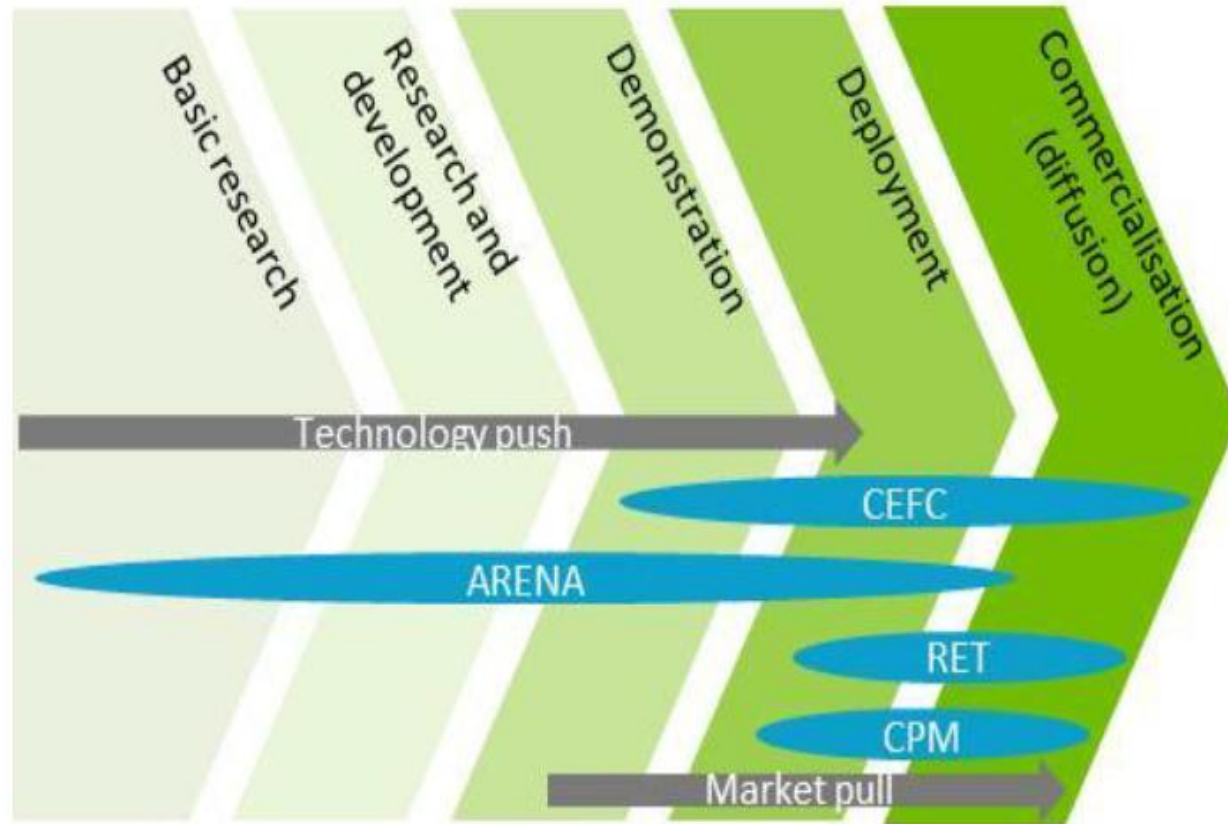 Basic research
Research and
development
Demonstration
Deployment
Commercialisation
(diffusion)
Technology push
CEFC
ARENA
RET
CPM
Market pull